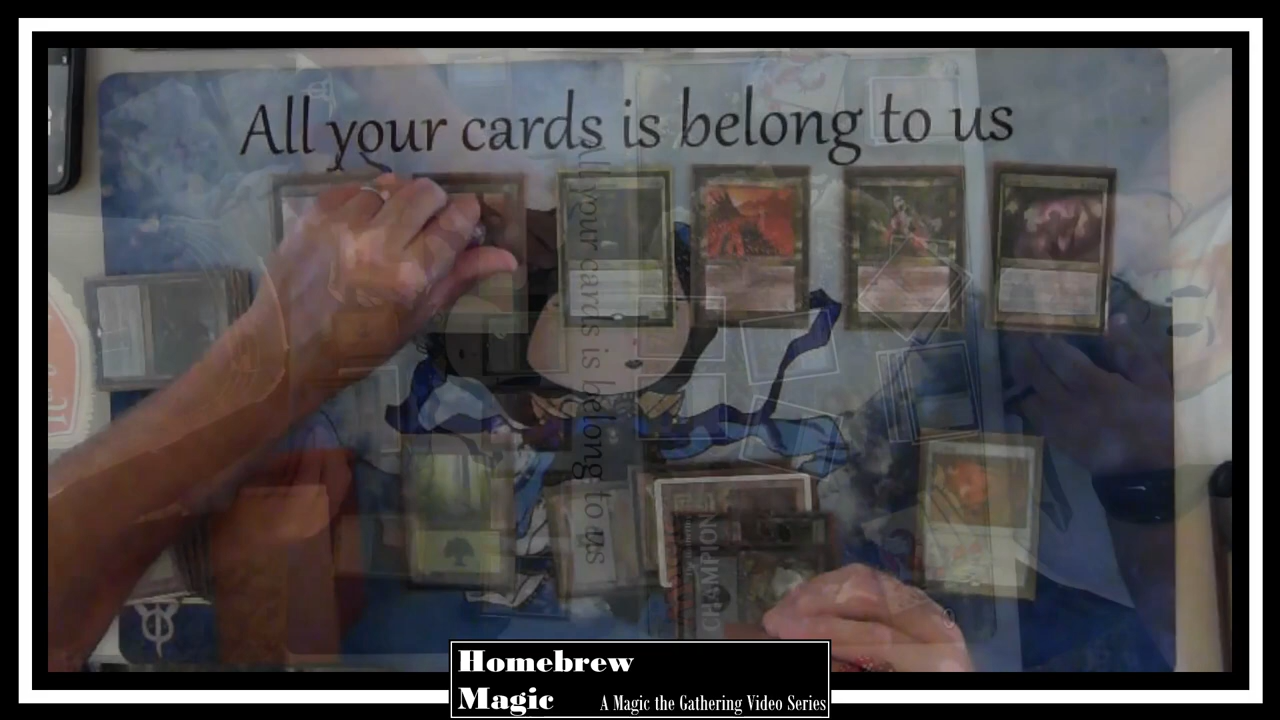 All your cards is belong to us
All your cards is belong to us
CHAMPION
Homebrew
Magic
A Magic the Gathering Video Series